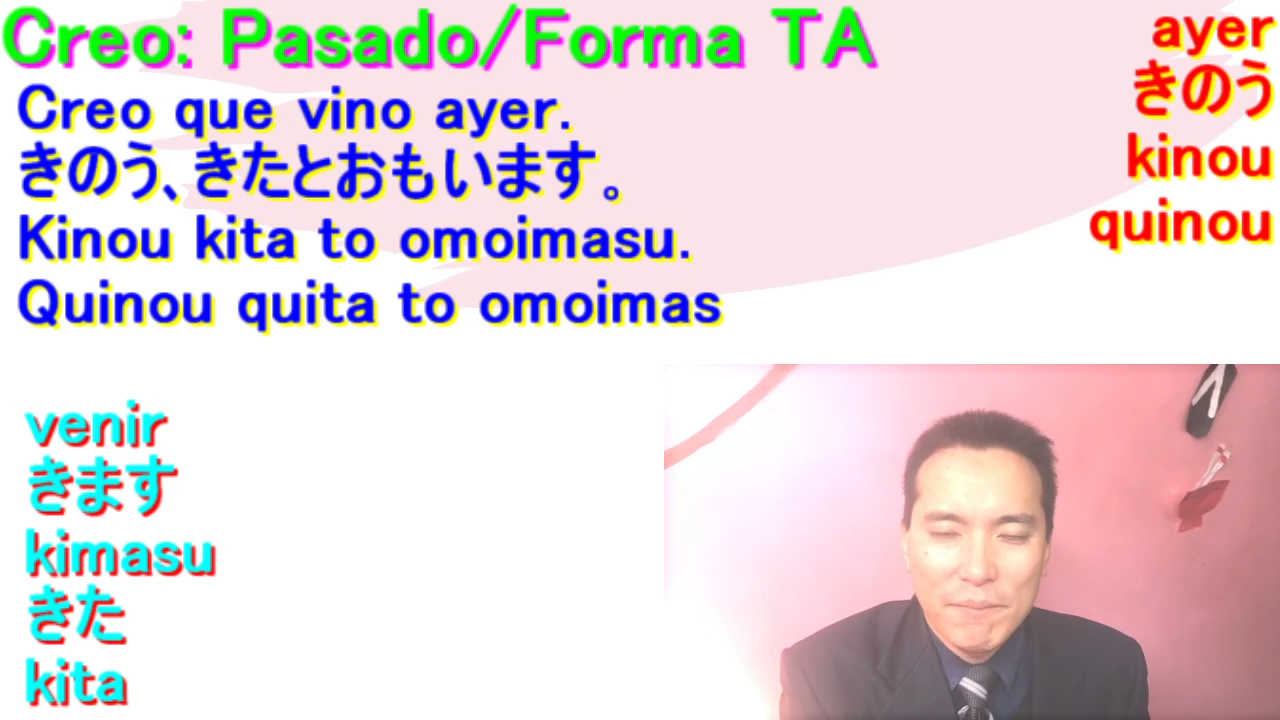 Creo: Pasado/Forma TA
Creo que vino ayer.
きのう、きたとおもいます。
Kinou kita to omoimasu.
Quinou quita to omoimas
ayer
きのう
kinou
quinou
venir
きます
kimasu
きた
kita